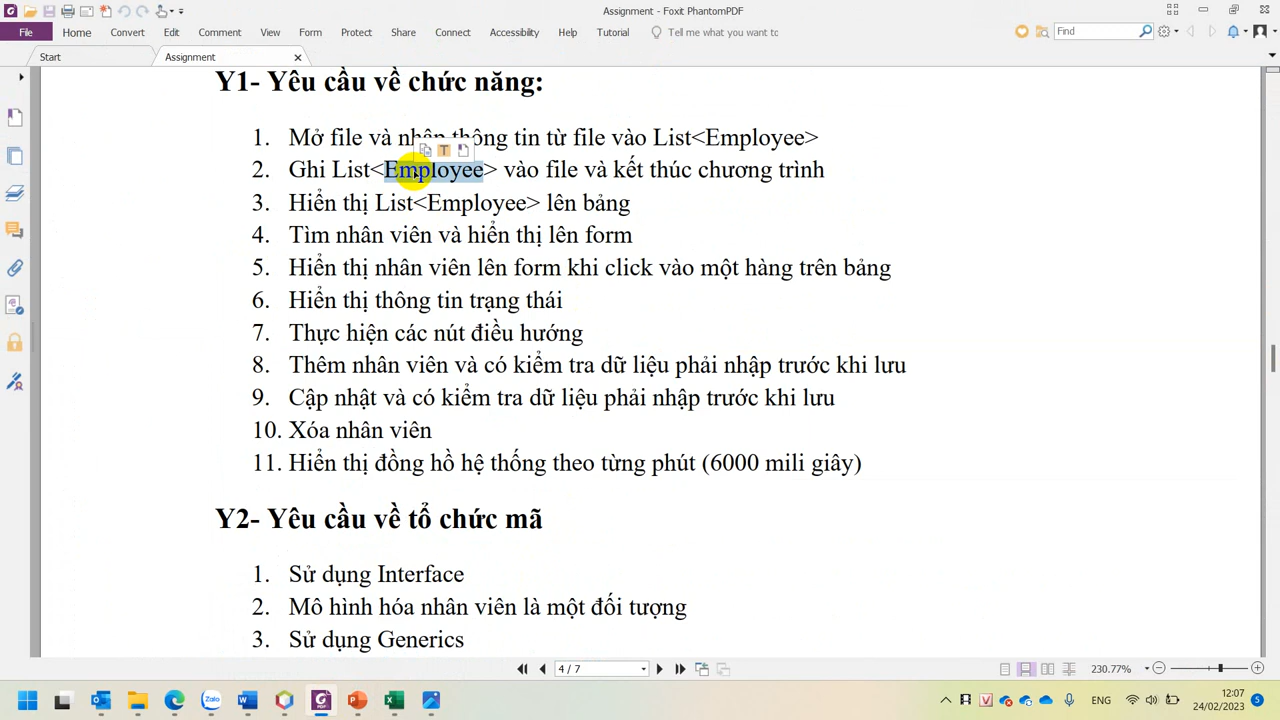 Assignment - Foxit PhantomPDF
File Home Convert Edit Comment View Form Protect Share Connect Accessibility Help Tutorial Tell me what you want to Find
Start Assignment
Y1- Yêu cầu về chức năng:
1. Mở file và nhập thông tin từ file vào List<Employee>
2. Ghi List<Employee> vào file và kết thúc chương trình
3. Hiển thị List<Employee> lên bảng
4. Tìm nhân viên và hiển thị lên form
5. Hiển thị nhân viên lên form khi click vào một hàng trên bảng
6. Hiển thị thông tin trạng thái
7. Thực hiện các nút điều hướng
8. Thêm nhân viên và có kiểm tra dữ liệu phải nhập trước khi lưu
9. Cập nhật và có kiểm tra dữ liệu phải nhập trước khi lưu
10. Xóa nhân viên
11. Hiển thị đồng hồ hệ thống theo từng phút (6000 mili giây)
Y2- Yêu cầu về tổ chức mã
1. Sử dụng Interface
2. Mô hình hóa nhân viên là một đối tượng
3. Sử dụng Generics
4 / 7
230.77%
Zalo
ENG
12:07
24/02/2023
5